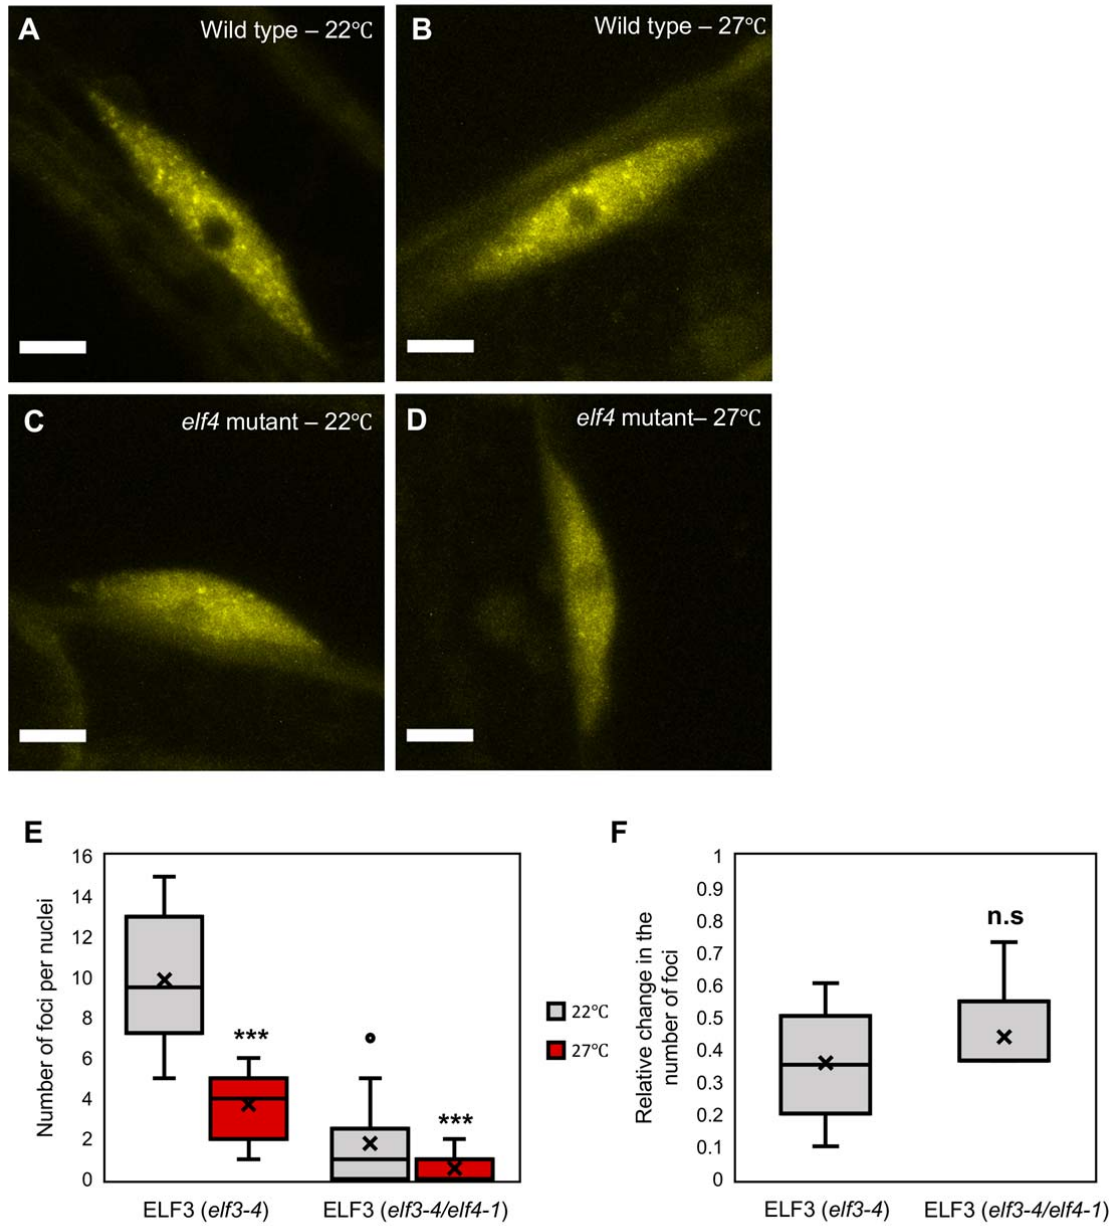 A
Wild type – 22℃
B
Wild type – 27℃
C
elf4 mutant – 22℃
D
elf4 mutant– 27℃
E
Number of foci per nuclei
16
14
12
10
8
6
4
2
0
***
***
ELF3 (elf3-4)
ELF3 (elf3-4/elf4-1)
22℃
27℃
F
Relative change in the
number of foci
1
0.9
0.8
0.7
0.6
0.5
0.4
0.3
0.2
0.1
0
n.s
ELF3 (elf3-4)
ELF3 (elf3-4/elf4-1)